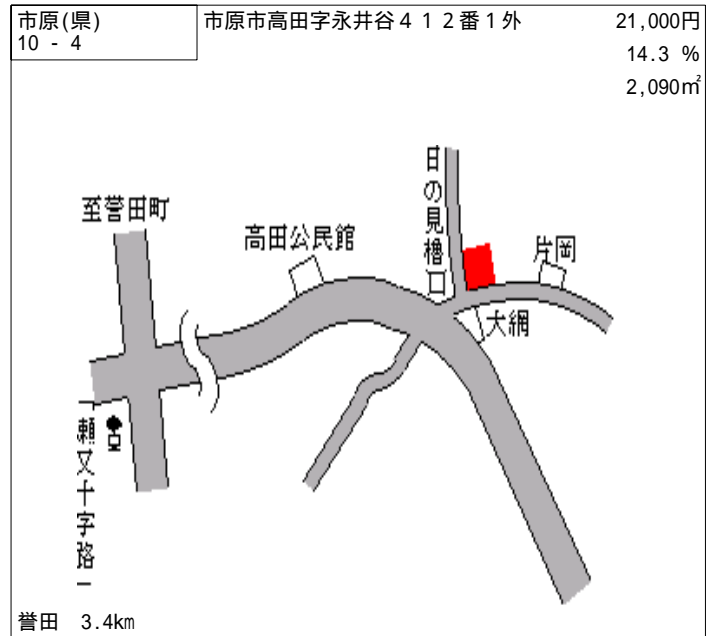 市原(県)
10 - 4
市原市高田字永井谷412番1外
21,000円
14.3 %
2,090㎡
至誉田町
高田公民館
日の見櫓
片岡
大網
「瀬又十字路」
誉田 3.4km